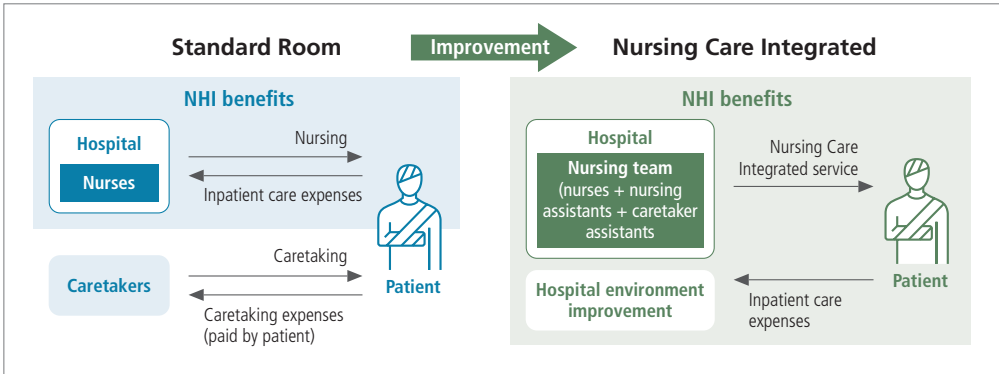 Standard Room
Improvement
Nursing Care Integrated
NHI benefits
Hospital
Nurses
Nursing
Inpatient care expenses
Caretakers
Caretaking
Caretaking expenses
(paid by patient)
Patient
NHI benefits
Hospital
Nursing team
(nurses + nursing
assistants + caretaker
assistants
Nursing Care
Integrated service
Hospital environment
improvement
Inpatient care
expenses
Patient